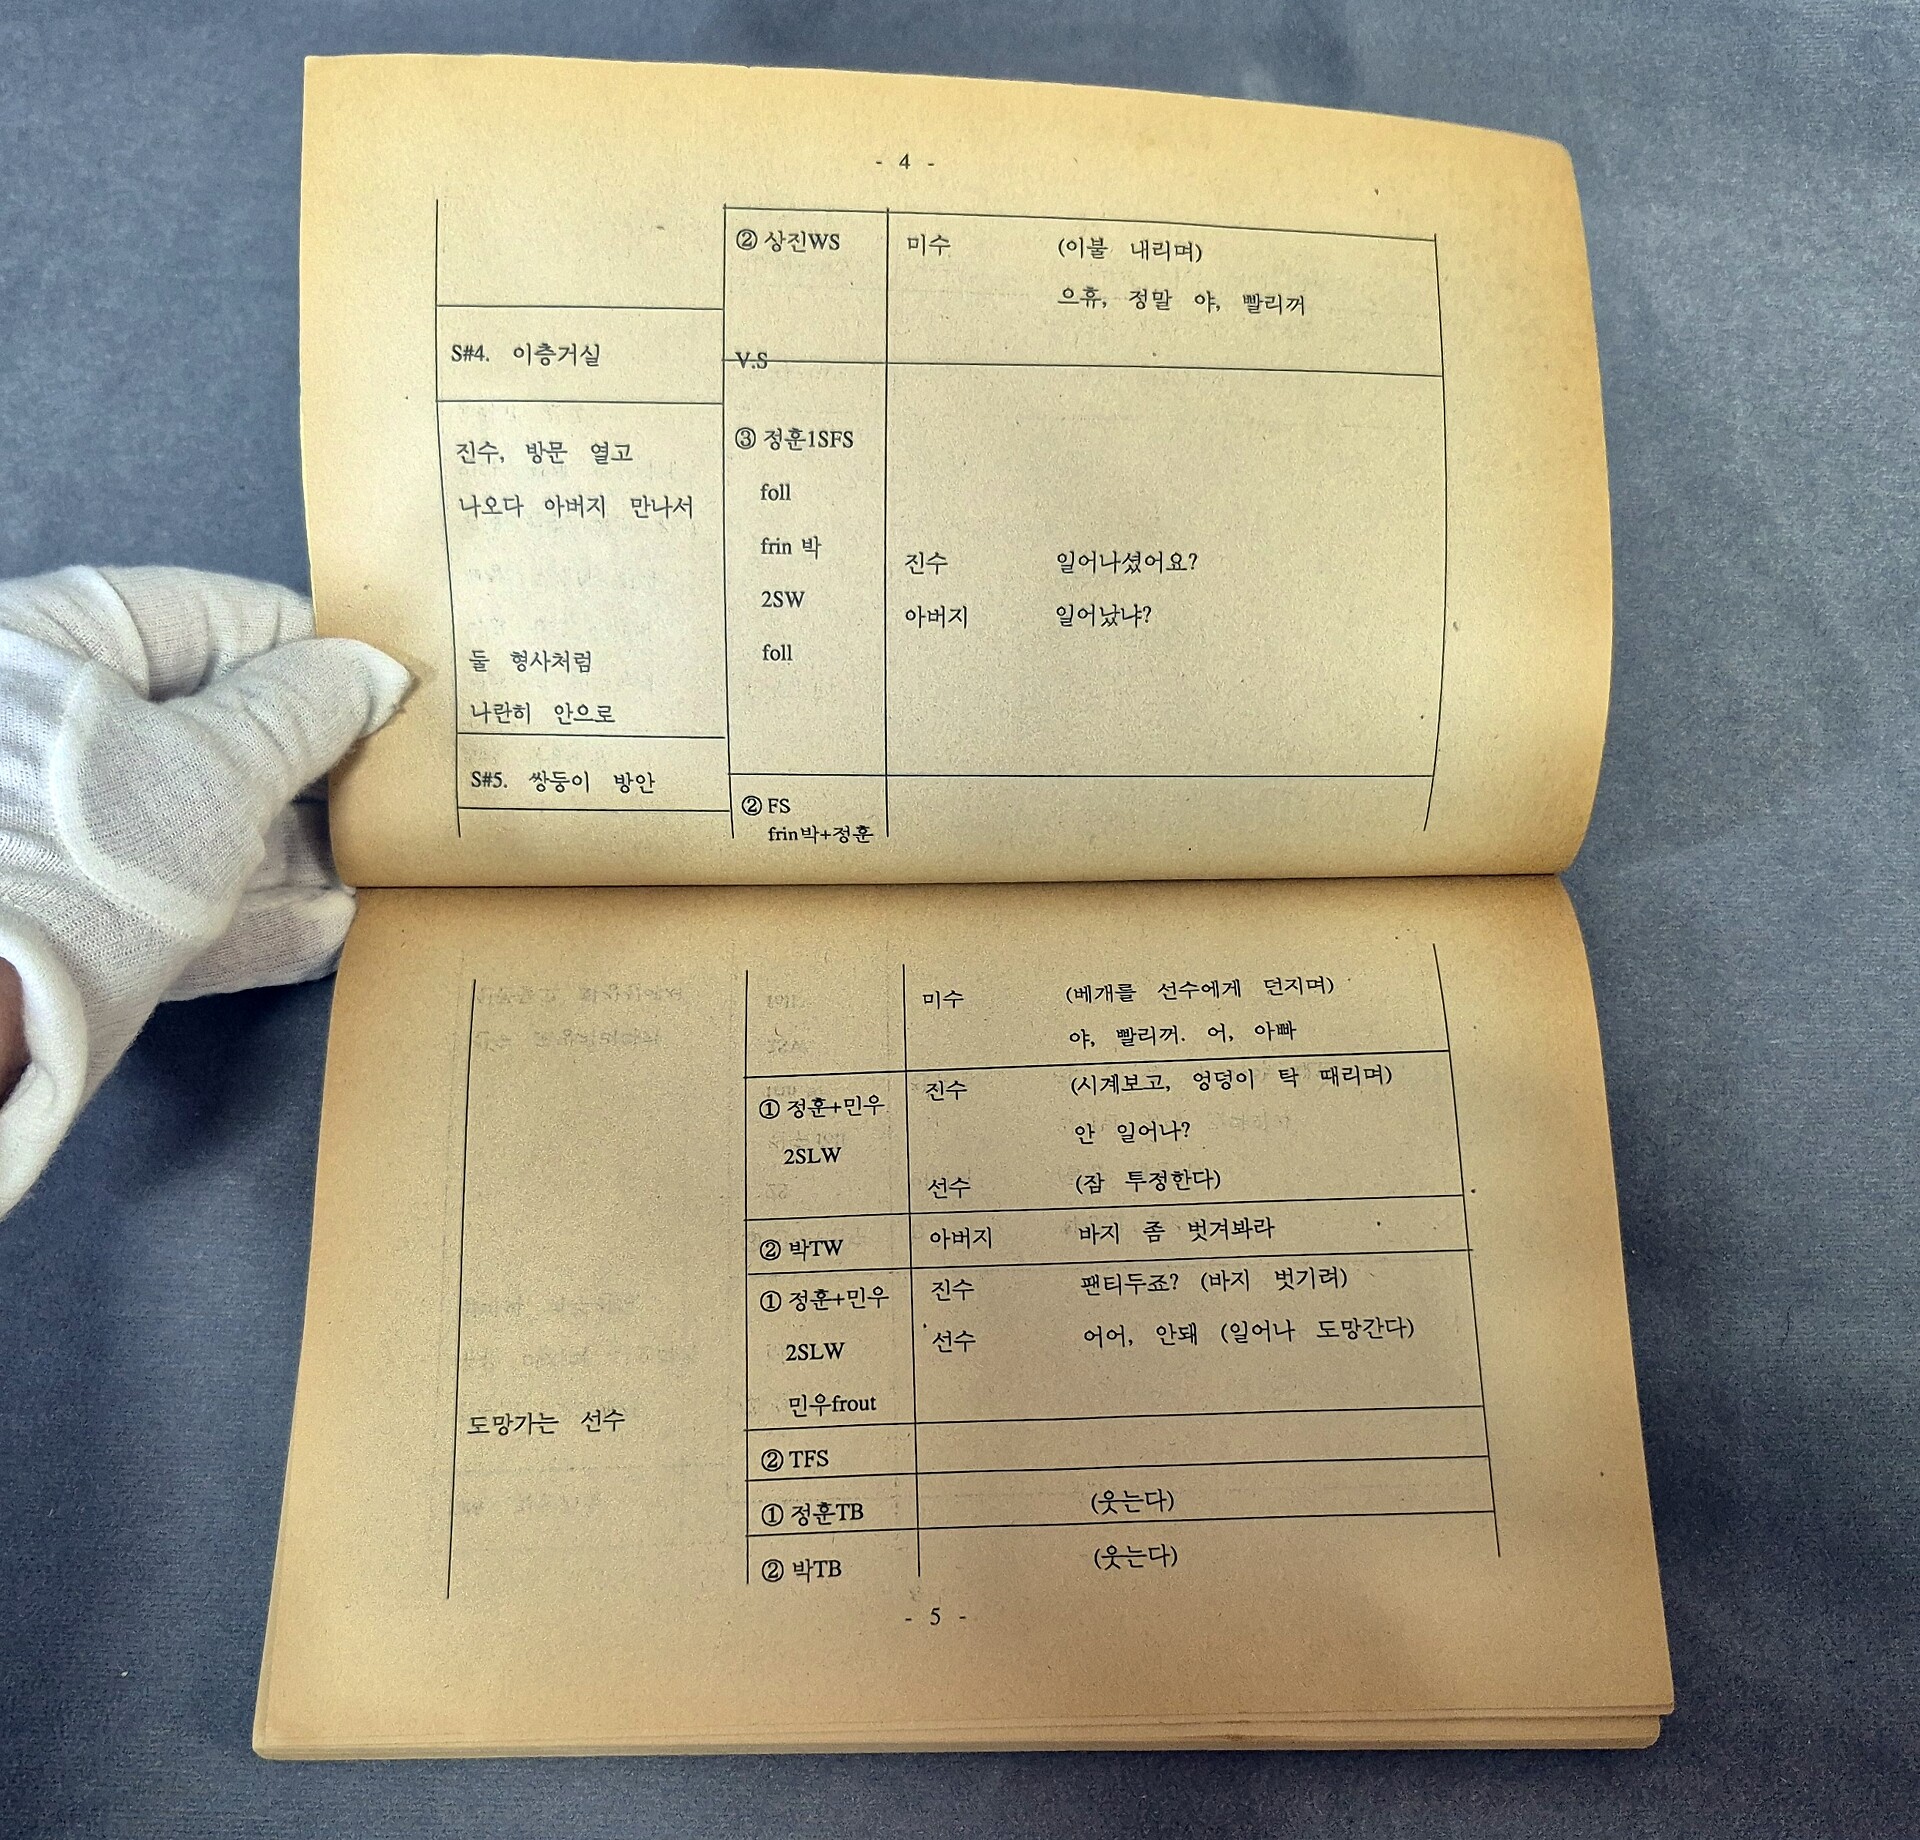 - 4 -
② 상진WS 미수 (이불 내리며)
으휴, 정말 야, 빨리꺼
S#4. 이층거실 V.S
진수, 방문 열고 ③ 정훈1SFS
나오다 아버지 만나서 foll
frin 박 진수 일어나셨어요?
2SW 아버지 일어났냐?
둘 형사처럼 foll
나란히 안으로
S#5. 쌍둥이 방안 ② FS
frin박+정훈
미수 (베개를 선수에게 던지며)
야, 빨리꺼. 어, 아빠
① 정훈+민우 진수 (시계보고, 엉덩이 탁 때리며)
2SLW 안 일어나?
선수 (잠 투정한다)
② 박TW 아버지 바지 좀 벗겨봐라
① 정훈+민우 진수 팬티두죠? (바지 벗기려)
2SLW 선수 어어, 안돼 (일어나 도망간다)
민우frout
도망가는 선수
② TFS
① 정훈TB (웃는다)
② 박TB (웃는다)
- 5 -